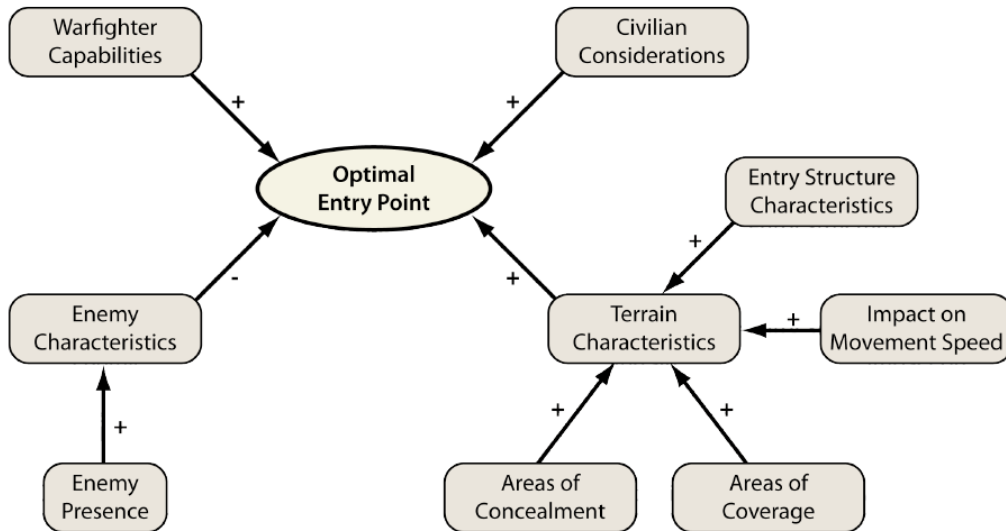 Warfighter
Capabilities
Civilian
Considerations
+
+
Optimal
Entry Point
Entry Structure
Characteristics
+
-
+
Enemy
Characteristics
Terrain
Characteristics
+
Impact on
Movement Speed
+
+
+
Enemy
Presence
Areas of
Concealment
Areas of
Coverage